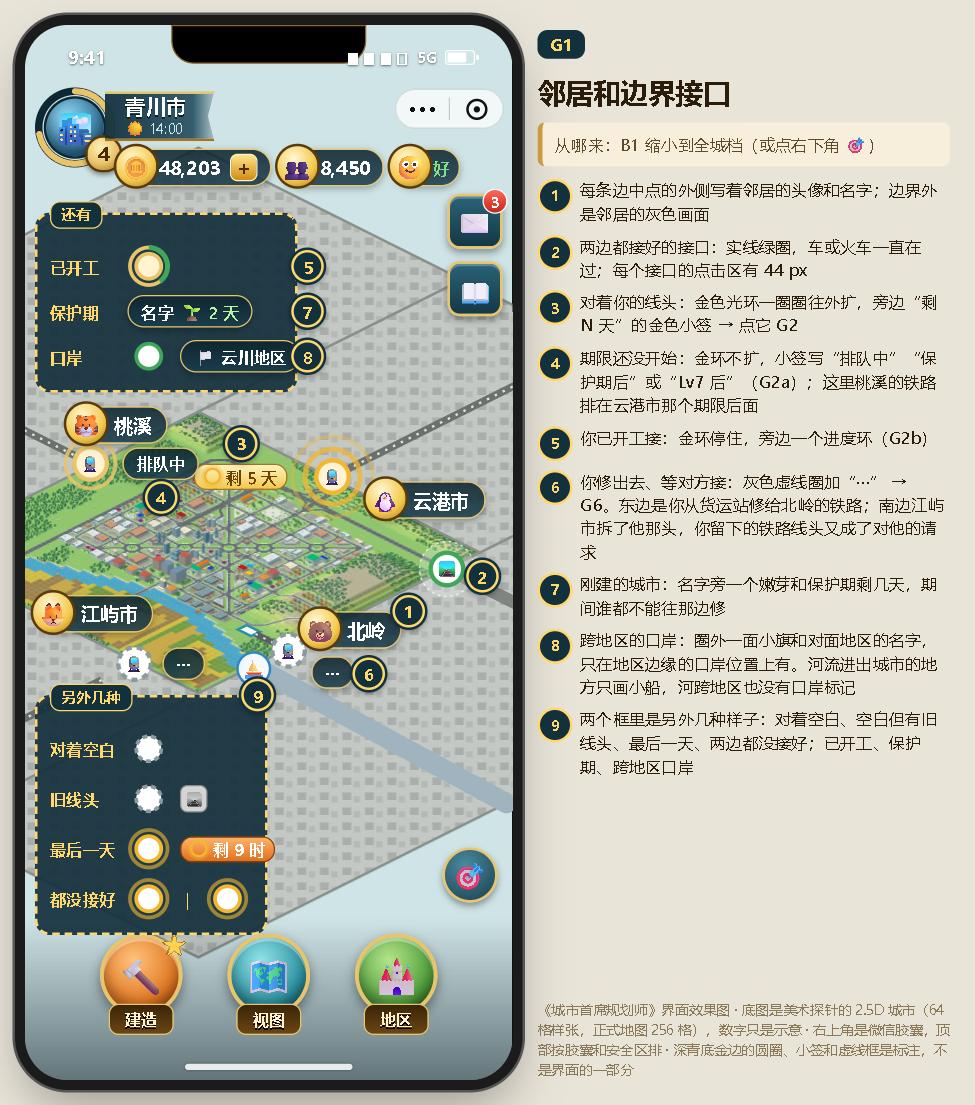 9:41
5G
青川市
14:00
4
48,203
+
8,450
好
3
还有
已开工
5
保护期
名字 2 天
7
口岸
云川地区
8
桃溪
3
排队中
剩 5 天
4
云港市
2
江屿市
1
北岭
...
...
6
9
另外几种
对着空白
旧线头
最后一天
剩 9 时
都没接好
建造
视图
地区
G1
邻居和边界接口
从哪来：B1 缩小到全城档（或点右下角 🎯 ）
1
每条边中点的外侧写着邻居的头像和名字；边界外
是邻居的灰色画面
2
两边都接好的接口：实线绿圈，车或火车一直在
过；每个接口的点击区有 44 px
3
对着你的线头：金色光环一圈圈往外扩，旁边“剩
N 天”的金色小签 → 点它 G2
4
期限还没开始：金环不扩，小签写“排队中”“保
护期后”或“Lv7 后”（G2a）；这里桃溪的铁路
排在云港市那个期限后面
5
你已开工接：金环停住，旁边一个进度环（G2b）
6
你修出去、等对方接：灰色虚线圈加“···” →
G6。东边是你从货运站修给北岭的铁路；南边江屿
市拆了他那头，你留下的铁路线头又成了对他的请
求
7
刚建的城市：名字旁一个嫩芽和保护期剩几天，期
间谁都不能往那边修
8
跨地区的口岸：圈外一面小旗和对面地区的名字，
只在地区边缘的口岸位置上有。河流进出城市的地
方只画小船，河跨地区也没有口岸标记
9
两个框里是另外几种样子：对着空白、空白但有旧
线头、最后一天、两边都没接好；已开工、保护
期、跨地区口岸
《城市首席规划师》界面效果图 · 底图是美术探针的 2.5D 城市（64
格样张，正式地图 256 格），数字只是示意 · 右上角是微信胶囊，顶
部按胶囊和安全区排 · 深青底金边的圆圈、小签和虚线框是标注，不
是界面的一部分